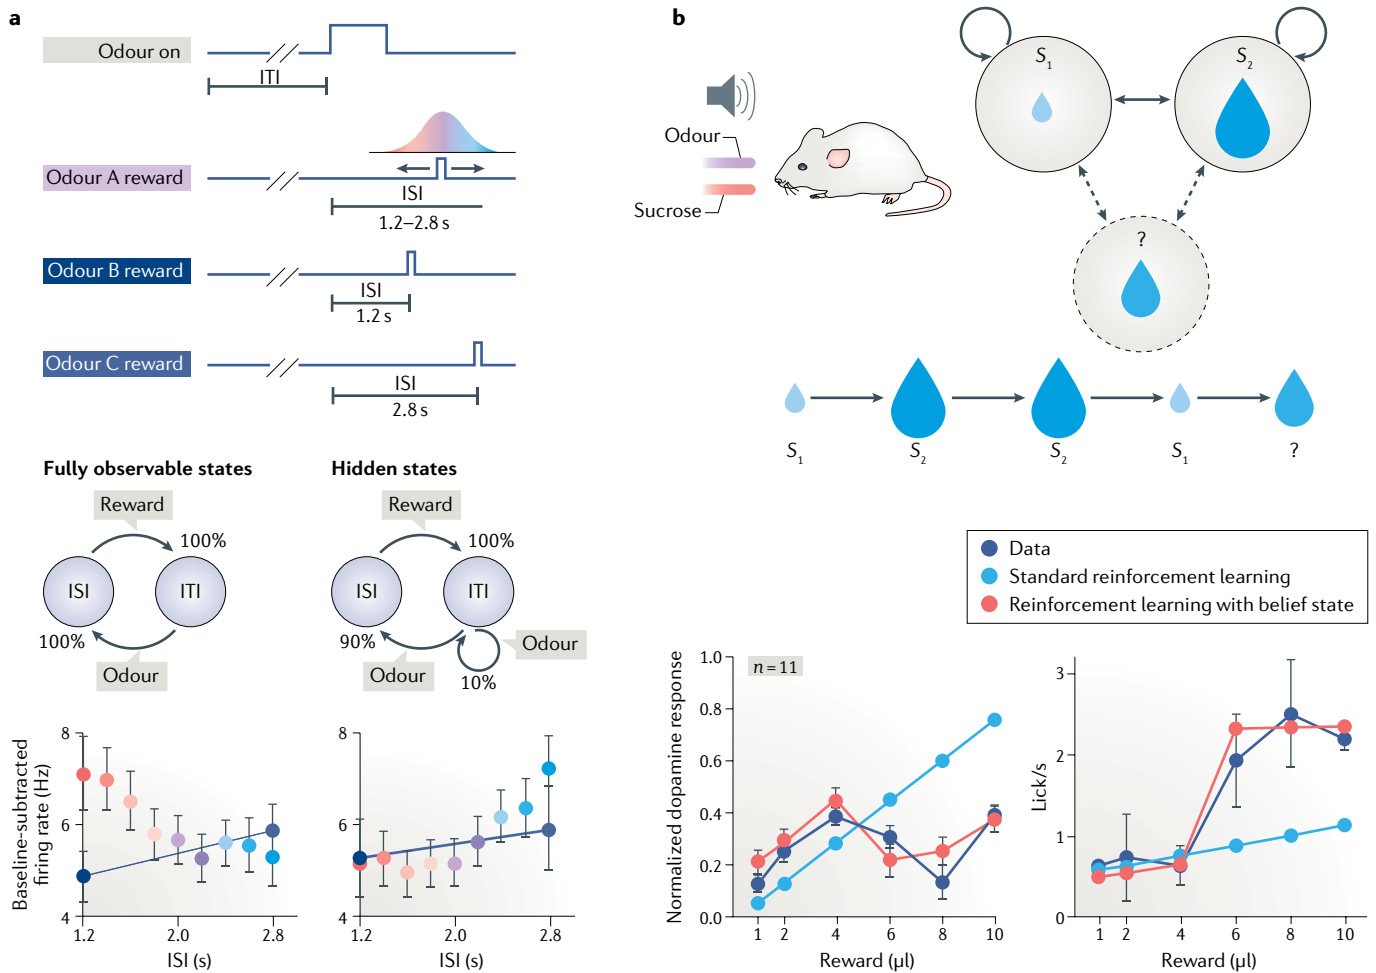 a
Odour on
ITI
Odour A reward
ISI
1.2–2.8 s
Odour B reward
ISI
1.2 s
Odour C reward
ISI
2.8 s
Fully observable states
Reward
100%
ISI
ITI
100%
Odour
Hidden states
Reward
100%
ISI
ITI
90%
Odour
Odour
10%
Baseline-subtracted
firing rate (Hz)
8
6
4
1.2
2.0
2.8
ISI (s)
8
6
4
1.2
2.0
2.8
ISI (s)
b
Odour
Sucrose
S1
S2
?
S1
S2
S2
S1
?
Data
Standard reinforcement learning
Reinforcement learning with belief state
Normalized dopamine response
1.0
0.8
0.6
0.4
0.2
0.0
n = 11
1
2
4
6
8
10
Reward (µl)
Lick/s
3
2
1
0
1
2
4
6
8
10
Reward (µl)